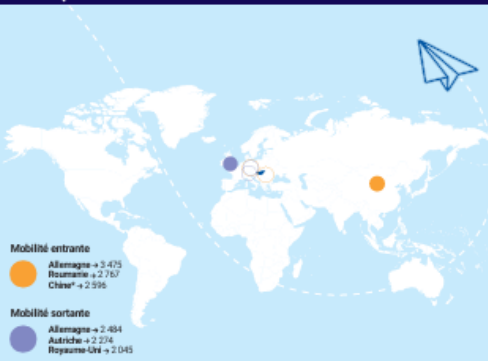 Mobilité entrante
Allemagne → 3 475
Roumanie → 2 767
Chine* → 2 596
Mobilité sortante
Allemagne → 2 484
Autriche → 2 274
Royaume-Uni → 2 045